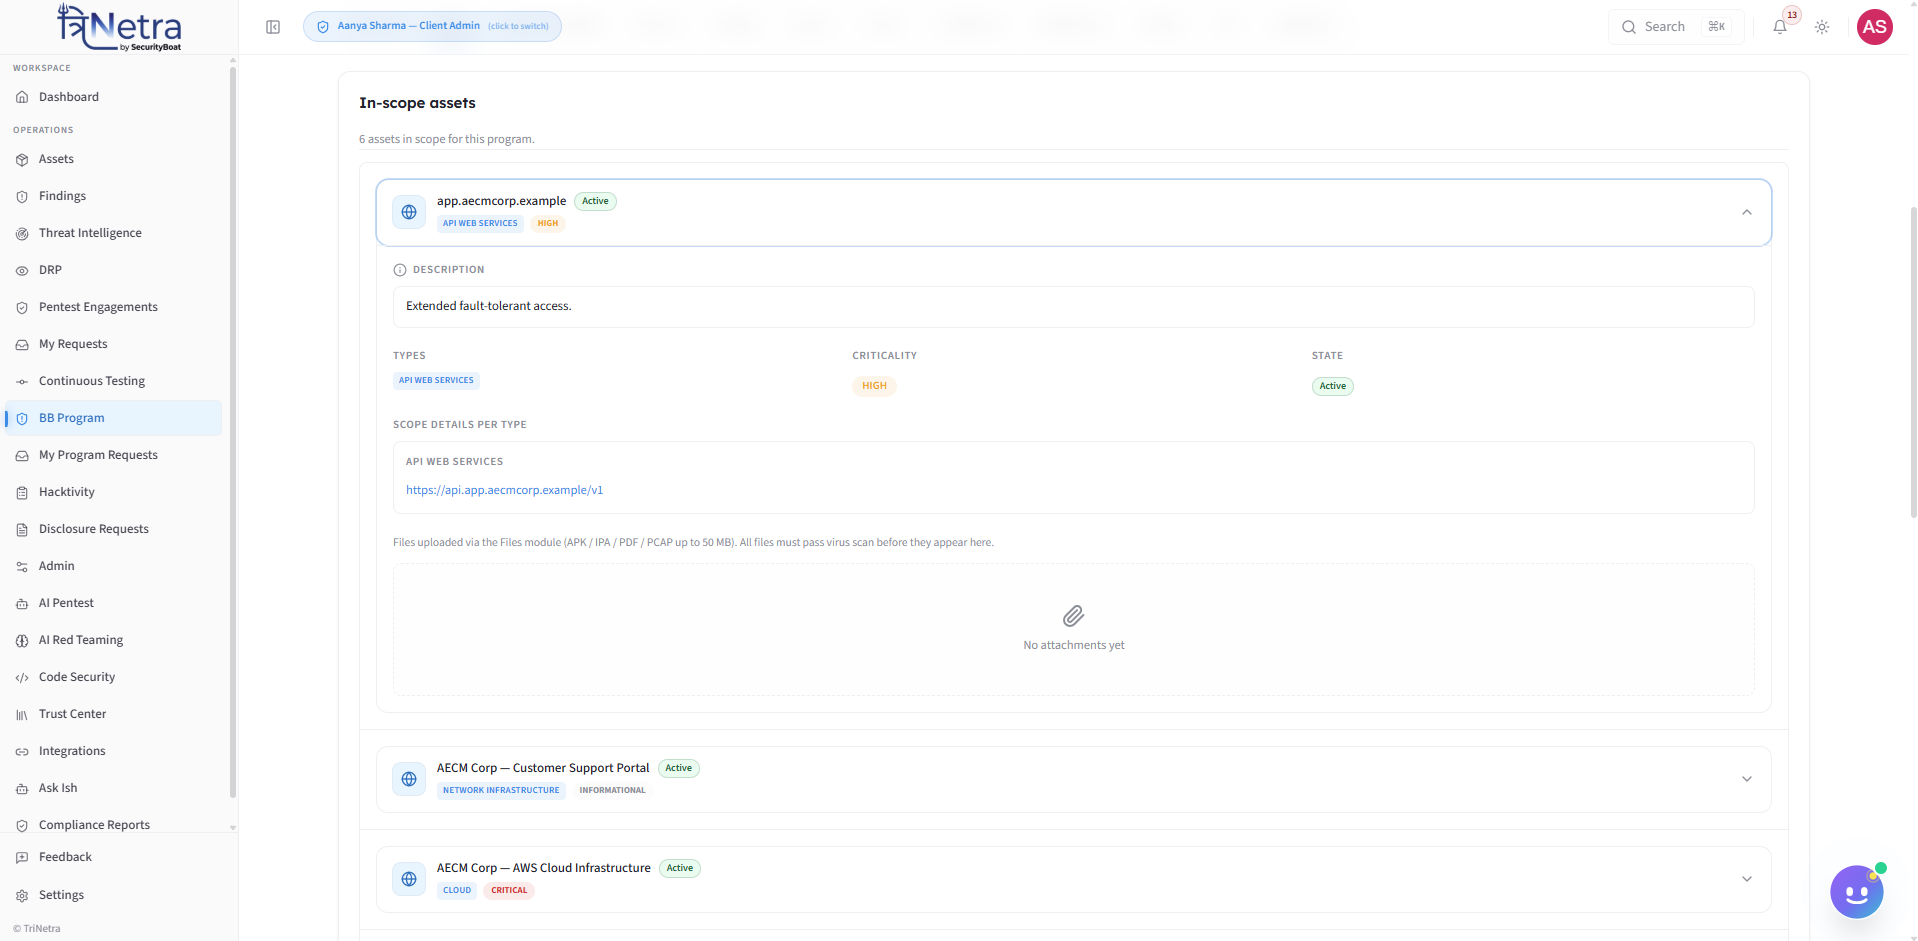 त्रिNetra
by SecurityBoat
Aanya Sharma — Client Admin (click to switch)
Search ⌘K
13
AS
WORKSPACE
Dashboard
OPERATIONS
Assets
Findings
Threat Intelligence
DRP
Pentest Engagements
My Requests
Continuous Testing
BB Program
My Program Requests
Hacktivity
Disclosure Requests
Admin
AI Pentest
AI Red Teaming
Code Security
Trust Center
Integrations
Ask Ish
Compliance Reports
Feedback
Settings
© TriNetra
In-scope assets
6 assets in scope for this program.
app.aecmcorp.example Active
API WEB SERVICES HIGH
DESCRIPTION
Extended fault-tolerant access.
TYPES CRITICALITY STATE
API WEB SERVICES HIGH Active
SCOPE DETAILS PER TYPE
API WEB SERVICES
https://api.app.aecmcorp.example/v1
Files uploaded via the Files module (APK / IPA / PDF / PCAP up to 50 MB). All files must pass virus scan before they appear here.
No attachments yet
AECM Corp — Customer Support Portal Active
NETWORK INFRASTRUCTURE INFORMATIONAL
AECM Corp — AWS Cloud Infrastructure Active
CLOUD CRITICAL